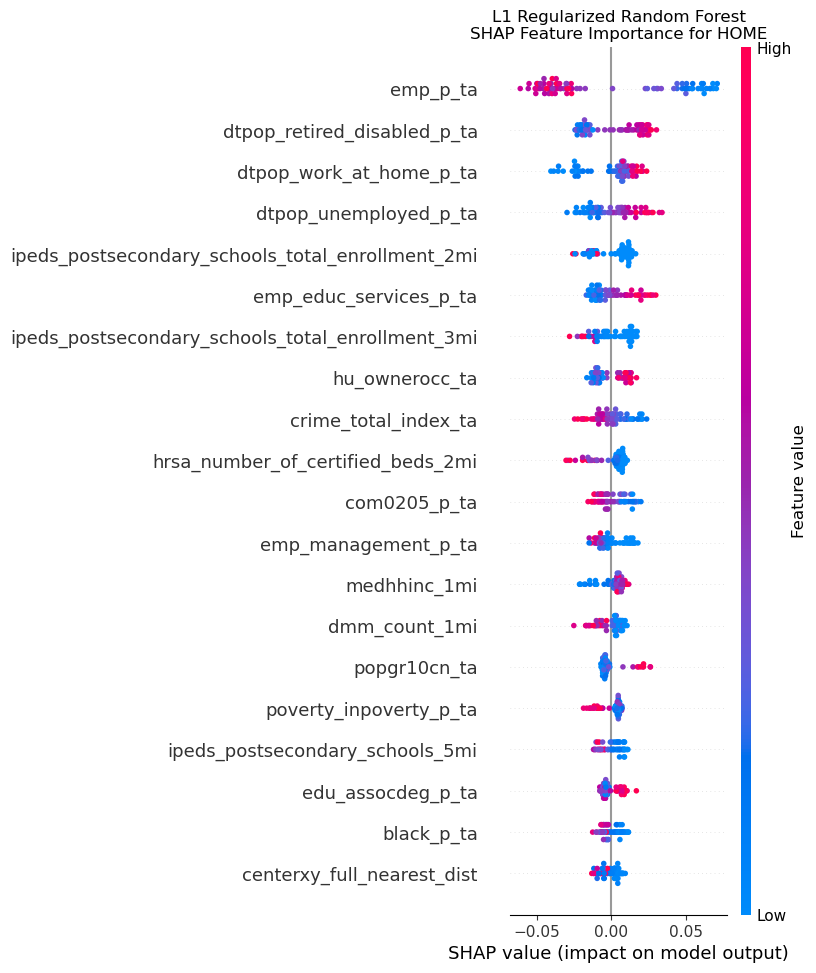 L1 Regularized Random Forest
SHAP Feature Importance for HOME
High
emp_p_ta
dtpop_retired_disabled_p_ta
dtpop_work_at_home_p_ta
dtpop_unemployed_p_ta
ipeds_postsecondary_schools_total_enrollment_2mi
emp_educ_services_p_ta
ipeds_postsecondary_schools_total_enrollment_3mi
hu_ownerocc_ta
crime_total_index_ta
hrsa_number_of_certified_beds_2mi
com0205_p_ta
emp_management_p_ta
medhhinc_1mi
dmm_count_1mi
popgr10cn_ta
poverty_inpoverty_p_ta
ipeds_postsecondary_schools_5mi
edu_assocdeg_p_ta
black_p_ta
centerxy_full_nearest_dist
Feature value
Low
−0.05 0.00 0.05
SHAP value (impact on model output)